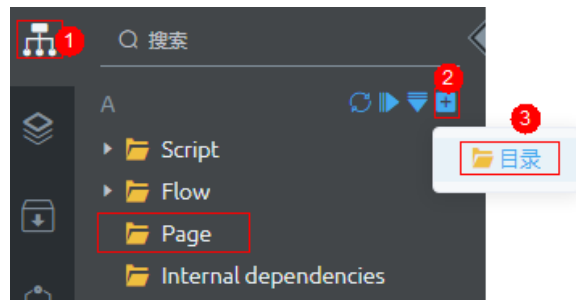 1
搜索
2
A
3
Script
目录
Flow
Page
Internal dependencies